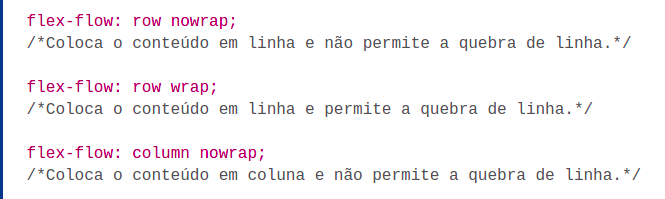 flex-flow: row nowrap;
/*Coloca o conteúdo em linha e não permite a quebra de linha.*/
flex-flow: row wrap;
/*Coloca o conteúdo em linha e permite a quebra de linha.*/
flex-flow: column nowrap;
/*Coloca o conteúdo em coluna e não permite a quebra de linha.*/